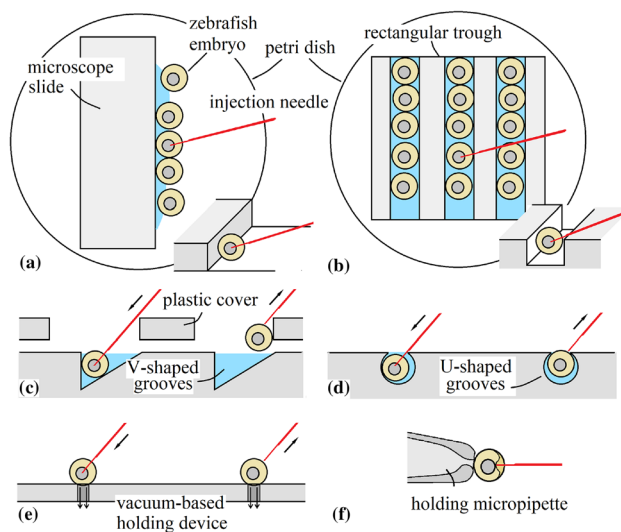 zebrafish
embryo
petri dish
microscope
slide
injection needle
(a)
rectangular trough
(b)
plastic cover
V-shaped
grooves
(c)
U-shaped
grooves
(d)
vacuum-based
holding device
(e)
holding micropipette
(f)